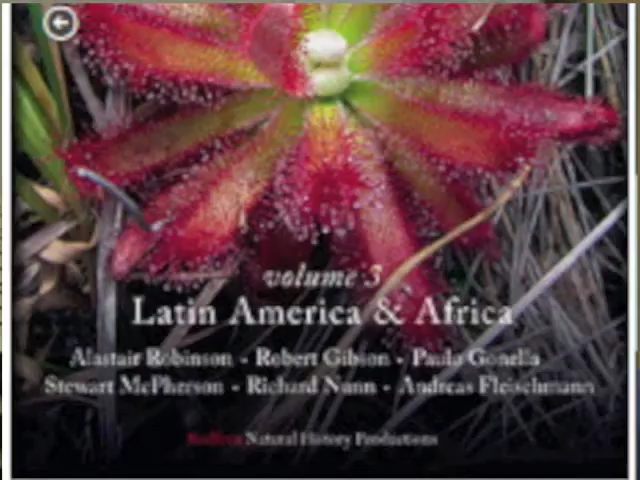 volume 3
Latin America & Africa
Alastair Robinson - Robert Gibson - Paulo Gonella
Stewart McPherson - Richard Nunn - Andreas Fleischmann
Redfern Natural History Productions